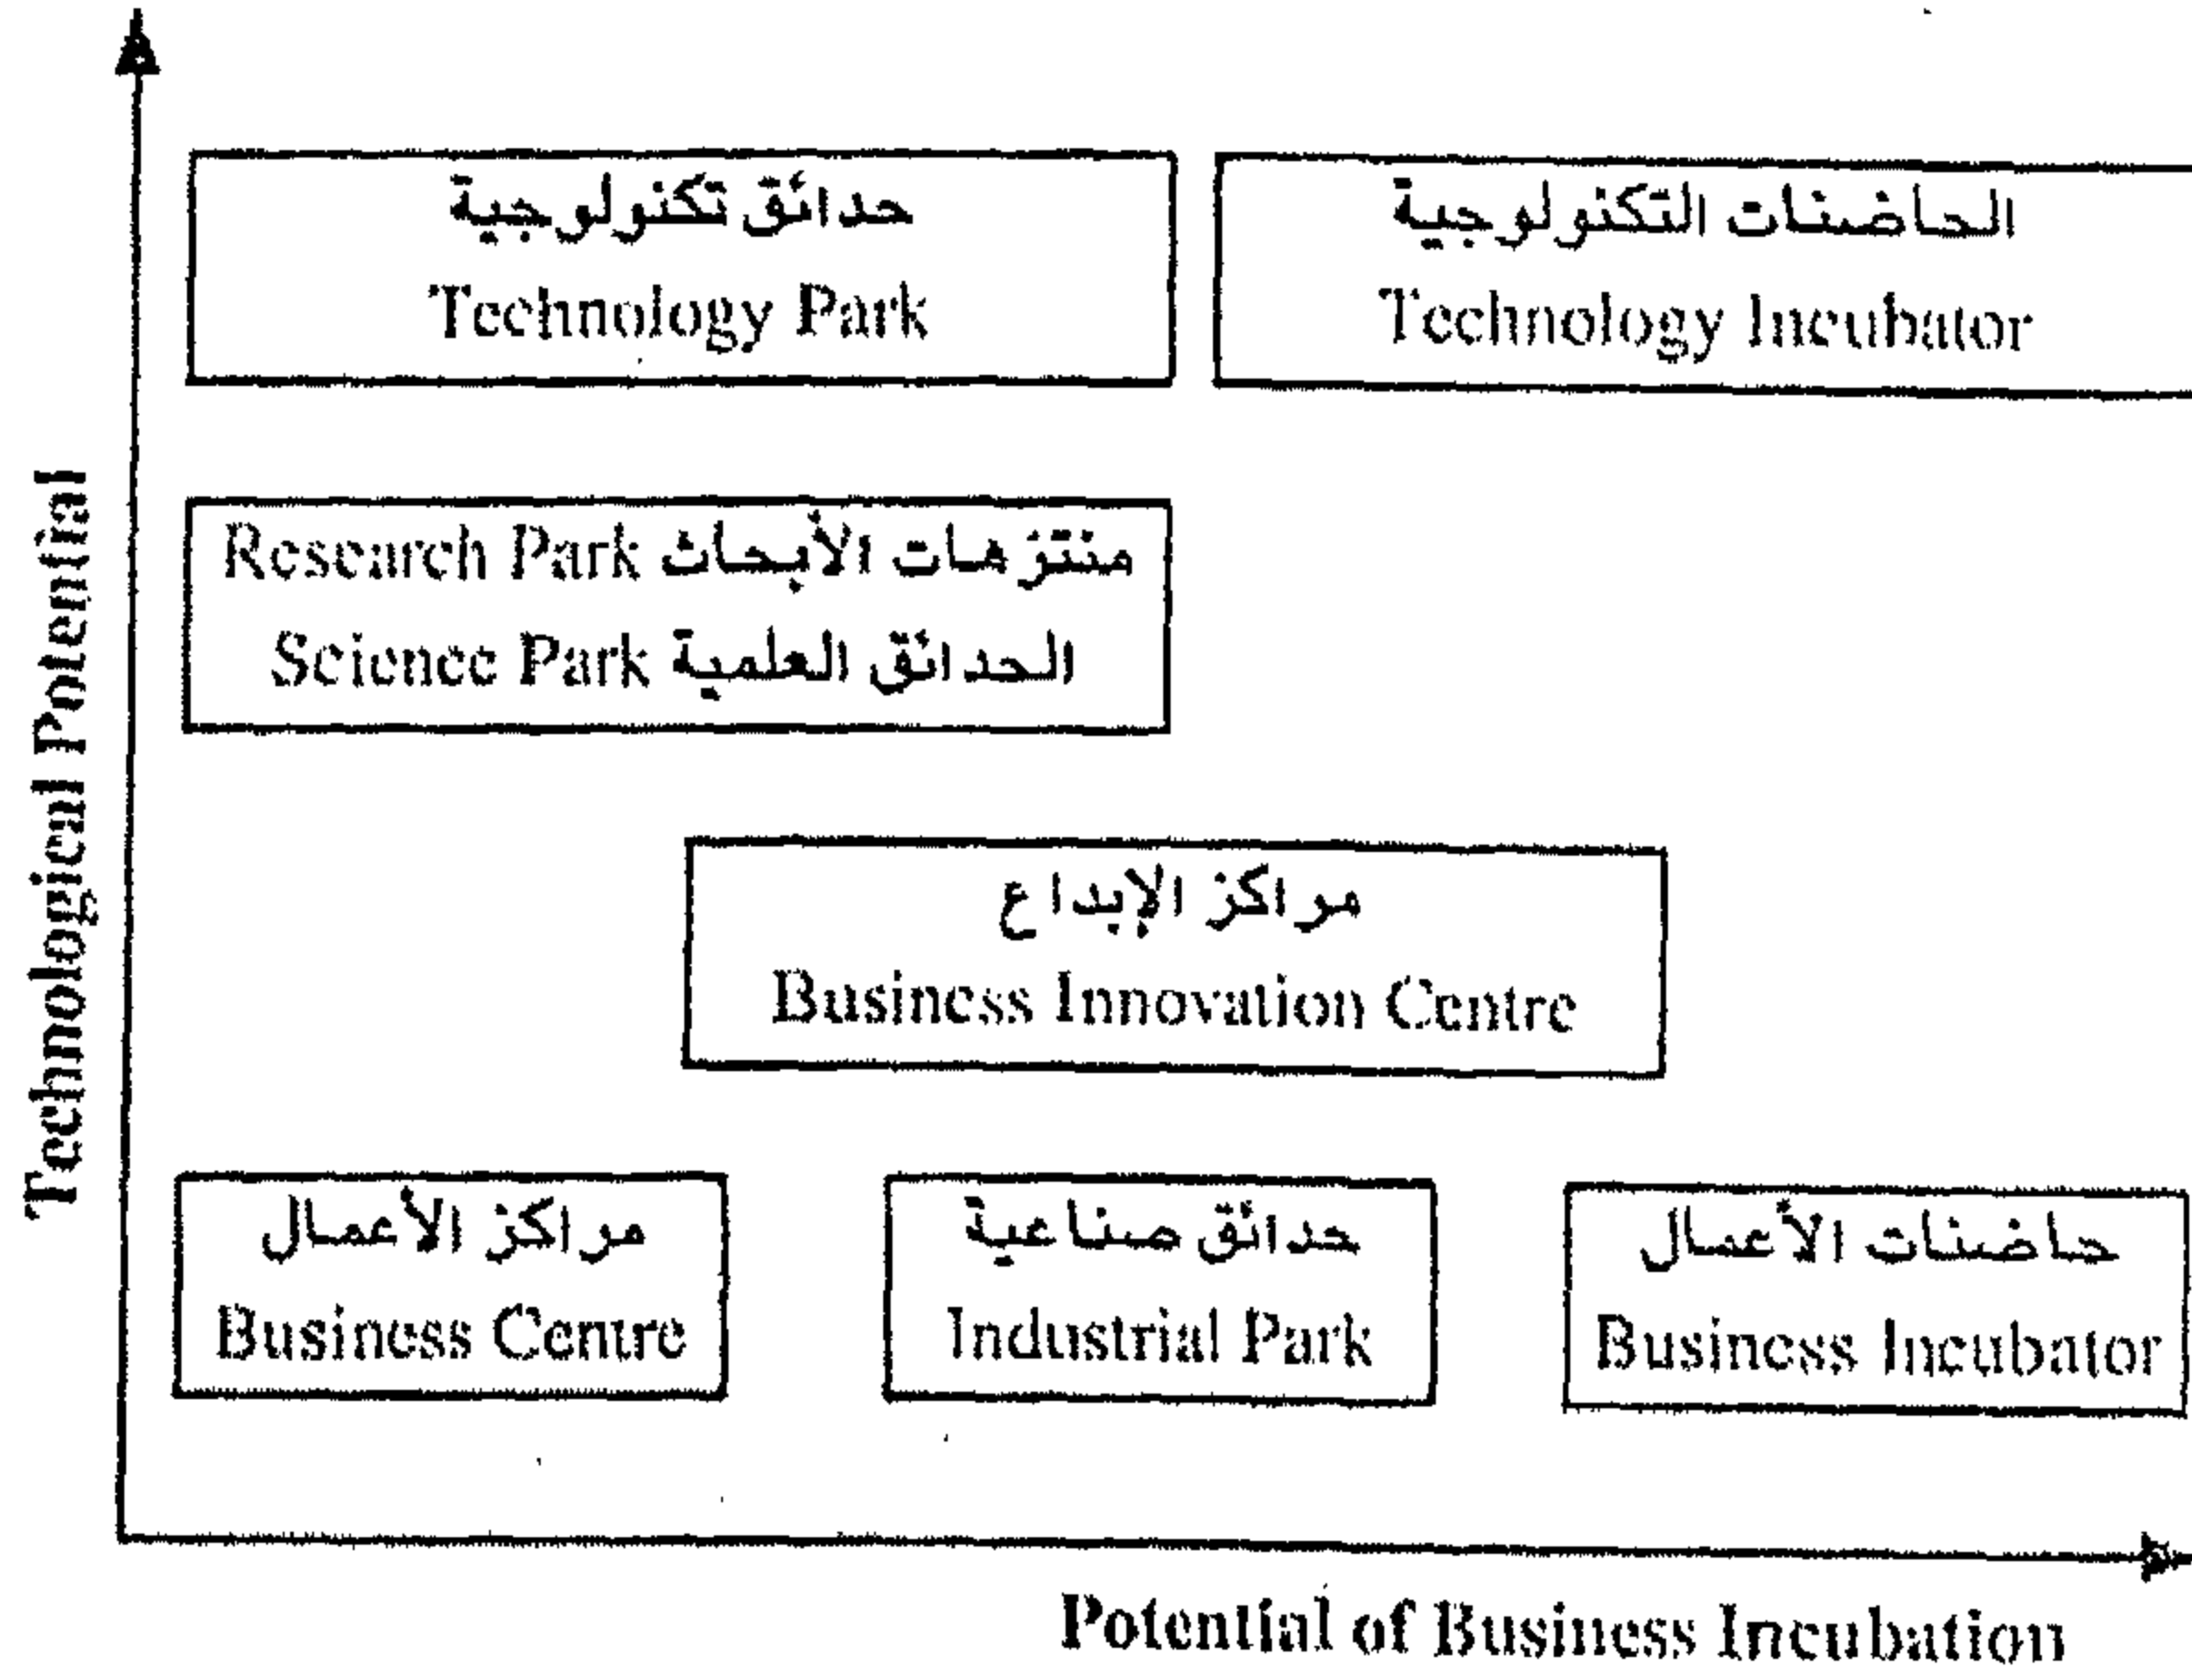 حدائق تكنولوجية
Technology Park
الحاضنات التكنولوجية
Technology Incubator
Research Park منتزهات الأبحاث
Science Park الحدائق العلمية
مراكز الإبداع
Business Innovation Centre
مراكز الأعمال
Business Centre
حدائق صناعية
Industrial Park
حاضنات الأعمال
Business Incubator
Technological Potential
Potential of Business Incubation